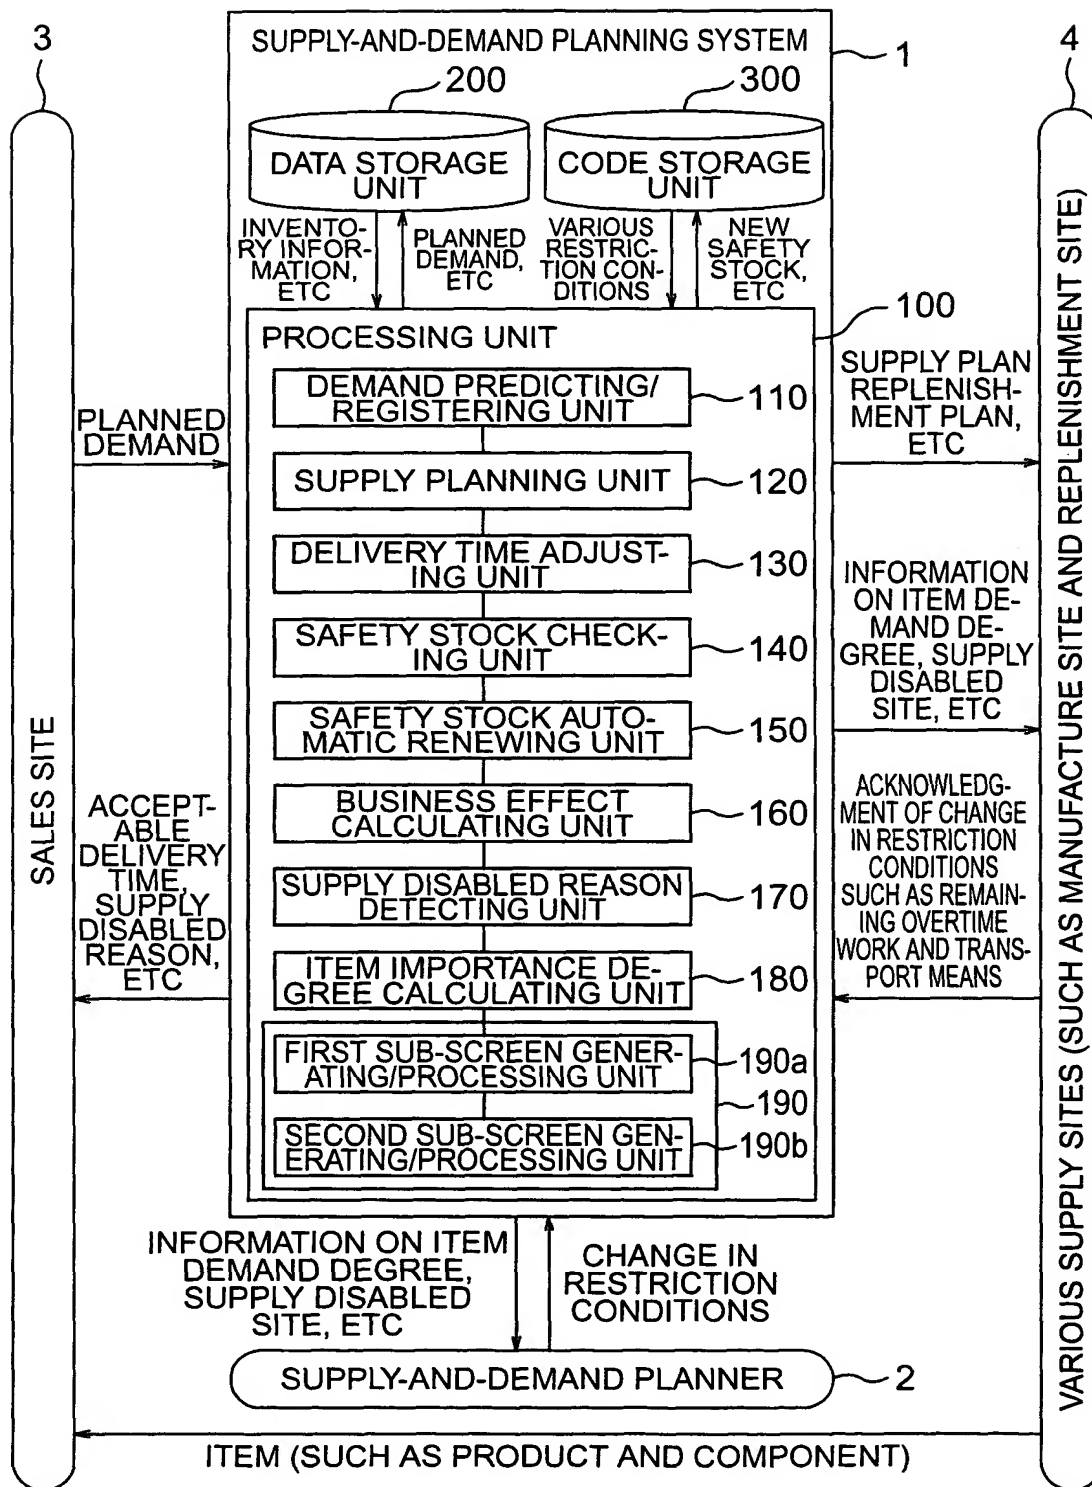 3
SUPPLY-AND-DEMAND PLANNING SYSTEM
1
4
200
300
DATA STORAGE
UNIT
CODE STORAGE
UNIT
INVENTO-
RY INFOR-
MATION,
ETC
PLANNED
DEMAND,
ETC
VARIOUS
RESTRIC-
TION CON-
DITIONS
NEW
SAFETY
STOCK,
ETC
100
PROCESSING UNIT
DEMAND PREDICTING/
REGISTERING UNIT
110
SUPPLY PLANNING UNIT
120
DELIVERY TIME ADJUST-
ING UNIT
130
SAFETY STOCK CHECK-
ING UNIT
140
SAFETY STOCK AUTO-
MATIC RENEWING UNIT
150
BUSINESS EFFECT
CALCULATING UNIT
160
SUPPLY DISABLED REASON
DETECTING UNIT
170
ITEM IMPORTANCE DE-
GREE CALCULATING UNIT
180
FIRST SUB-SCREEN GENER-
ATING/PROCESSING UNIT
190a
190
SECOND SUB-SCREEN GEN-
ERATING/PROCESSING UNIT
190b
PLANNED
DEMAND
SALES SITE
ACCEPT-
ABLE
DELIVERY
TIME,
SUPPLY
DISABLED
REASON,
ETC
SUPPLY PLAN
REPLENISH-
MENT PLAN,
ETC
INFORMATION
ON ITEM DE-
MAND DE-
GREE, SUPPLY
DISABLED
SITE, ETC
ACKNOWLEDG-
MENT OF CHANGE
IN RESTRICTION
CONDITIONS
SUCH AS REMAIN-
ING OVERTIME
WORK AND TRANS-
PORT MEANS
VARIOUS SUPPLY SITES (SUCH AS MANUFACTURE SITE AND REPLENISHMENT SITE)
INFORMATION ON ITEM
DEMAND DEGREE,
SUPPLY DISABLED
SITE, ETC
CHANGE IN
RESTRICTION
CONDITIONS
SUPPLY-AND-DEMAND PLANNER
2
ITEM (SUCH AS PRODUCT AND COMPONENT)